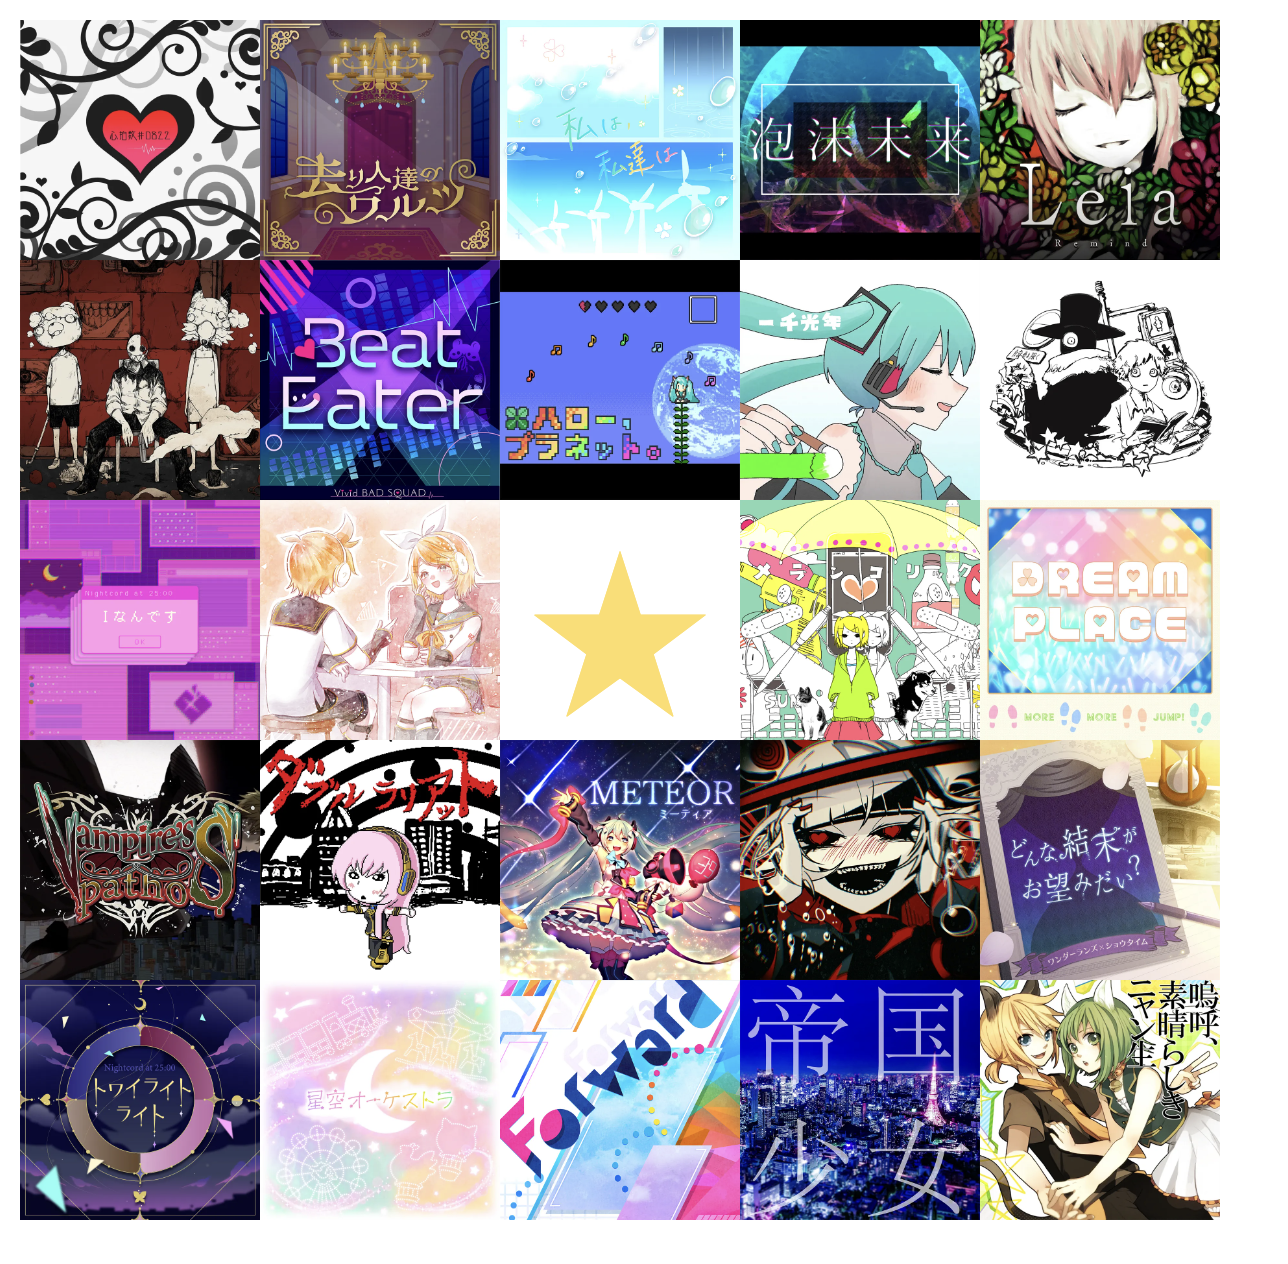 心拍数#0822
去り人達の
ワルツ
私は、
私達は
泡沫未来
Leia
Remind
Beat
Eater
Vivid BAD SQUAD
ハロー、
プラネット。
一千光年
Nightcord at 25:00
Iなんです
OK
メランコリック
SUN
DREAM
PLACE
MORE MORE JUMP!
Vampire's
pathoS
ダブルラリアット
METEOR
ミーティア
どんな結末が
お望みだい?
ワンダーランズ×ショウタイム
Nightcord at 25:00
トワイライト
ライト
星空オーケストラ
Forward
帝国
少女
嗚呼、
素晴らしき
ニャン生